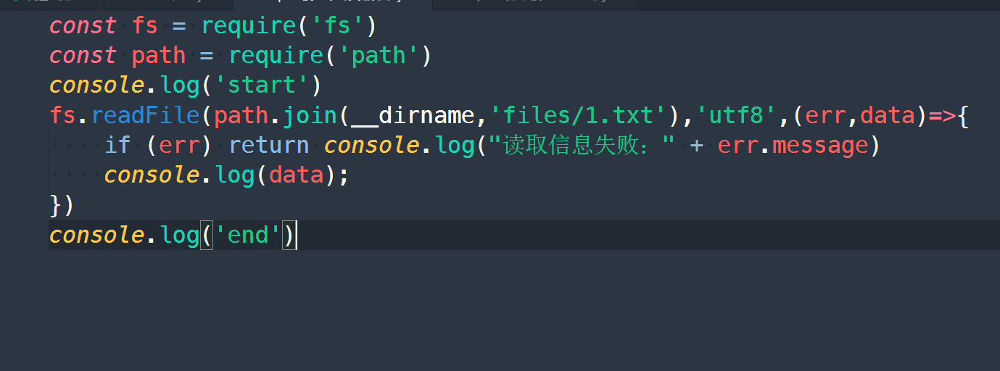 const fs = require('fs')
const path = require('path')
console.log('start')
fs.readFile(path.join(__dirname,'files/1.txt'),'utf8',(err,data)=>{
    if (err) return console.log("读取信息失败：" + err.message)
    console.log(data);
})
console.log('end')